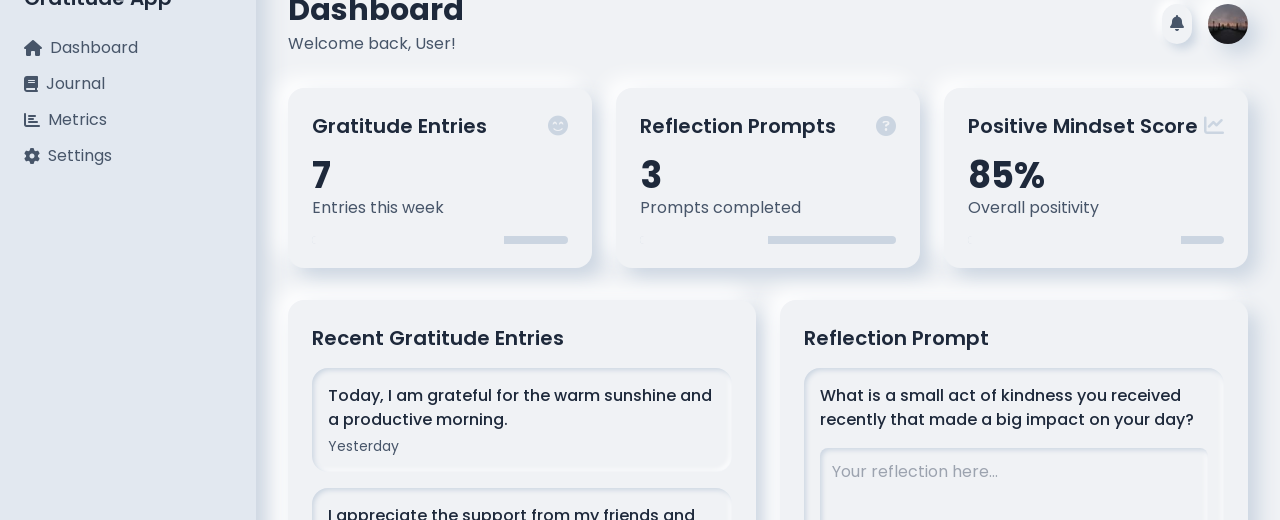 Gratitude App
Dashboard
Journal
Metrics
Settings
Dashboard
Welcome back, User!
Gratitude Entries
7
Entries this week
Reflection Prompts
3
Prompts completed
Positive Mindset Score
85%
Overall positivity
Recent Gratitude Entries
Today, I am grateful for the warm sunshine and
a productive morning.
Yesterday
I appreciate the support from my friends and
Reflection Prompt
What is a small act of kindness you received
recently that made a big impact on your day?
Your reflection here...